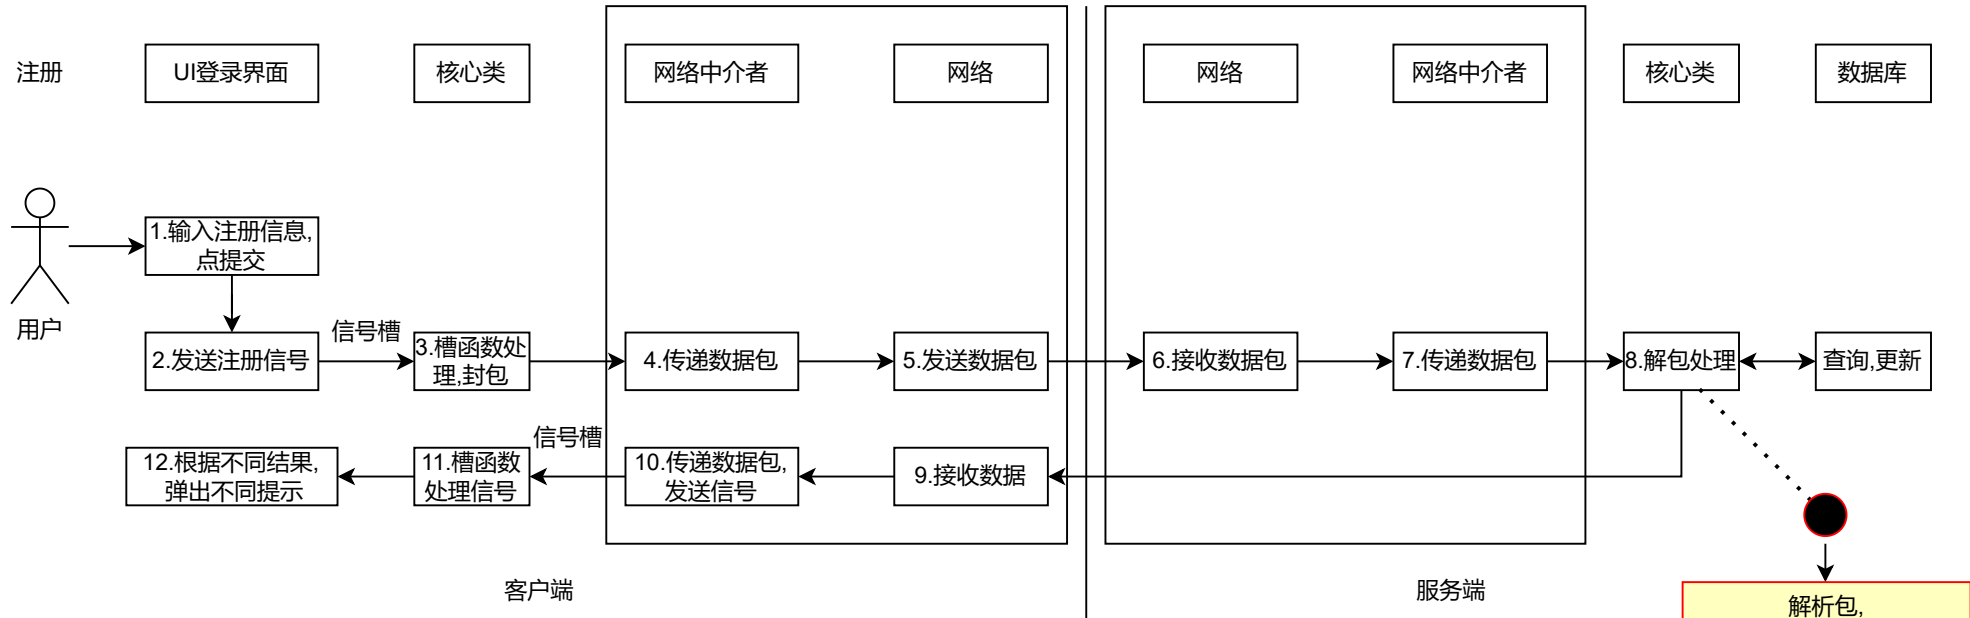 注册
UI登录界面
核心类
网络中介者
网络
网络
网络中介者
核心类
数据库
1.输入注册信息,
点提交
用户
2.发送注册信号
信号槽
3.槽函数处
理,封包
4.传递数据包
5.发送数据包
6.接收数据包
7.传递数据包
8.解包处理
查询,更新
12.根据不同结果,
弹出不同提示
11.槽函数
处理信号
信号槽
10.传递数据包,
发送信号
9.接收数据
客户端
服务端
解析包,